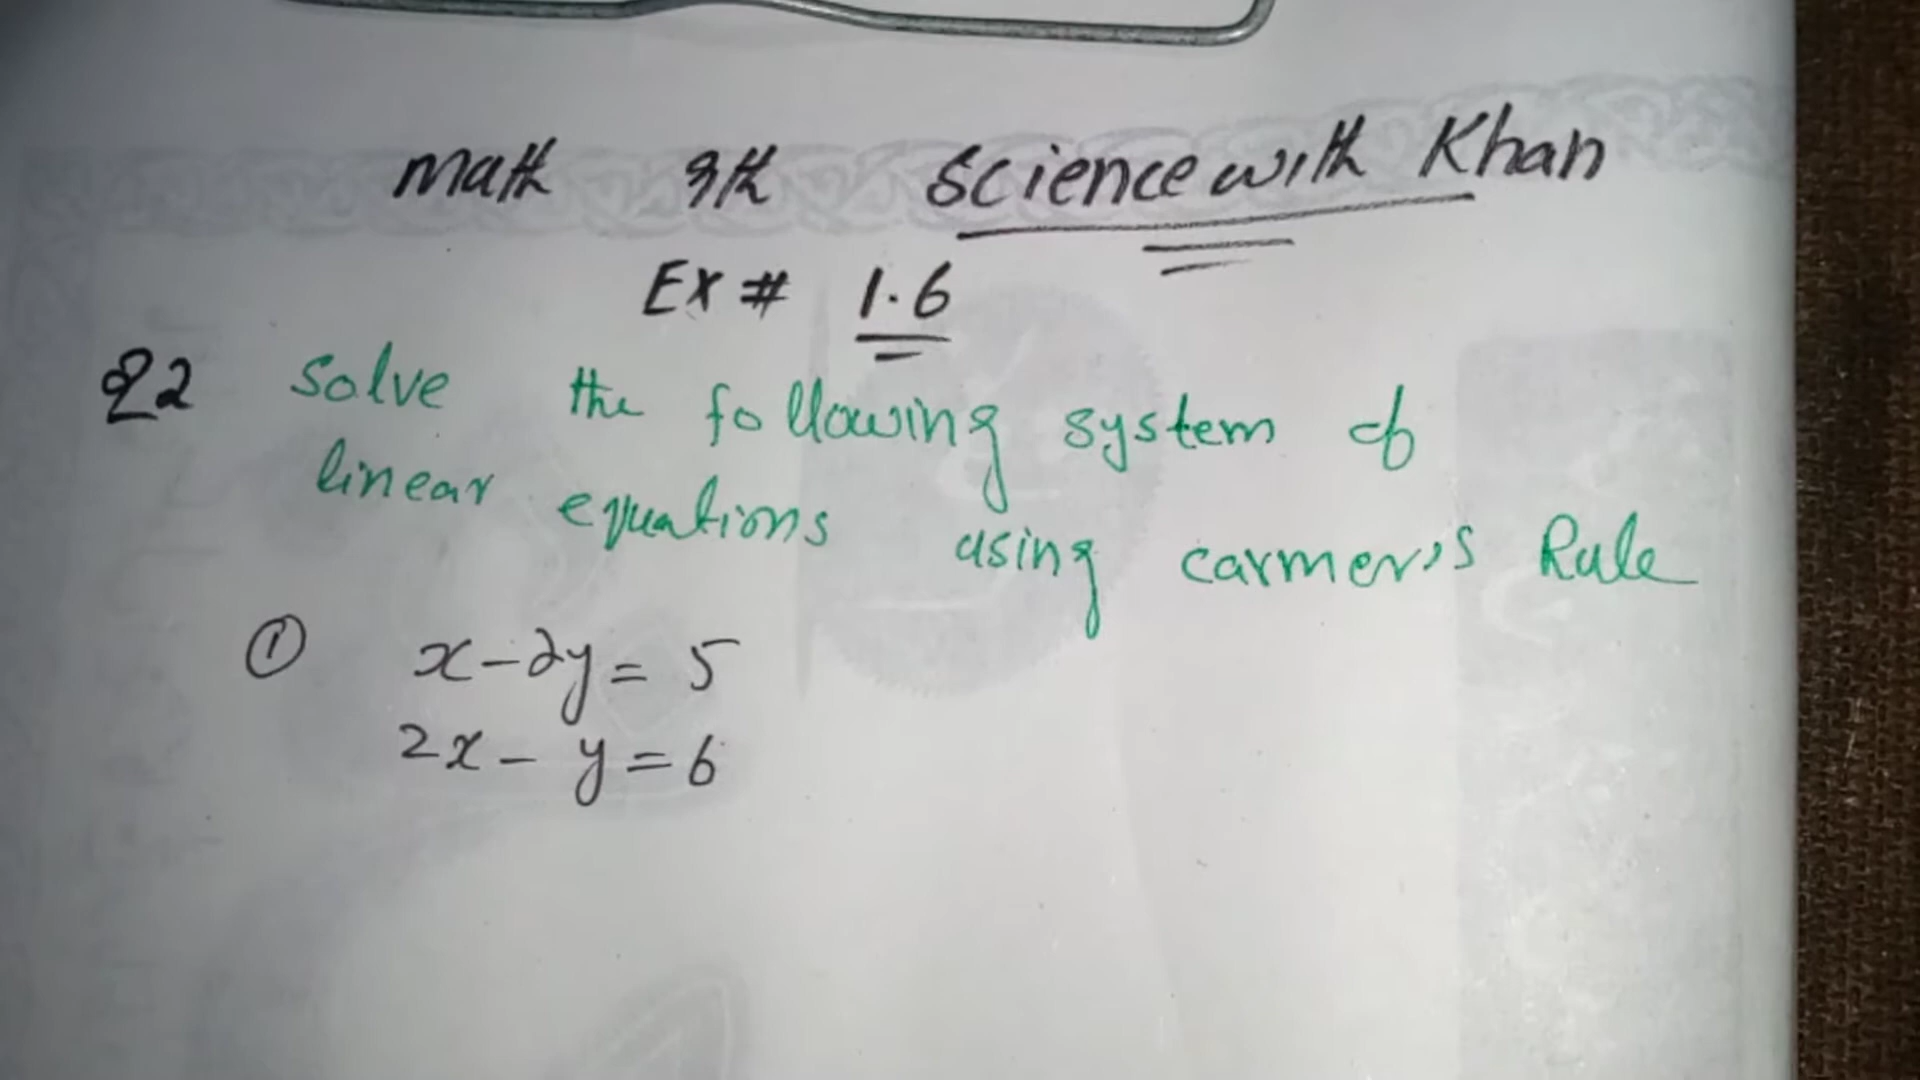 Math 9th Science with Khan
EX # 1.6
Q2 Solve the following system of
linear equations using carmer's Rule
① x-2y = 5
2x - y = 6